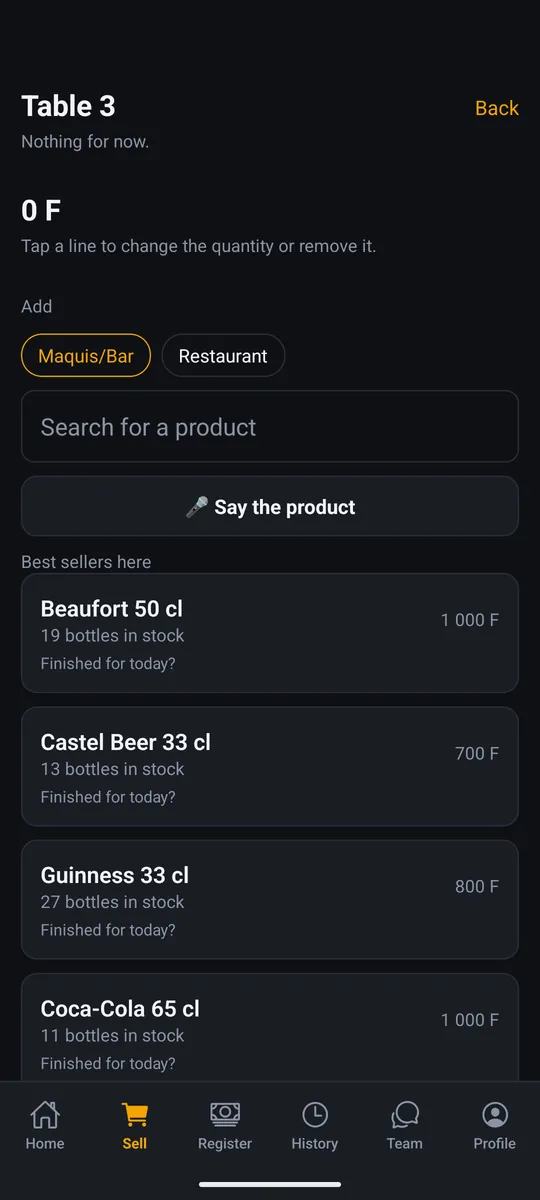 Table 3
Back
Nothing for now.
0 F
Tap a line to change the quantity or remove it.
Add
Maquis/Bar
Restaurant
Search for a product
🎤 Say the product
Best sellers here
Beaufort 50 cl
1 000 F
19 bottles in stock
Finished for today?
Castel Beer 33 cl
700 F
13 bottles in stock
Finished for today?
Guinness 33 cl
800 F
27 bottles in stock
Finished for today?
Coca-Cola 65 cl
1 000 F
11 bottles in stock
Finished for today?
Home
Sell
Register
History
Team
Profile